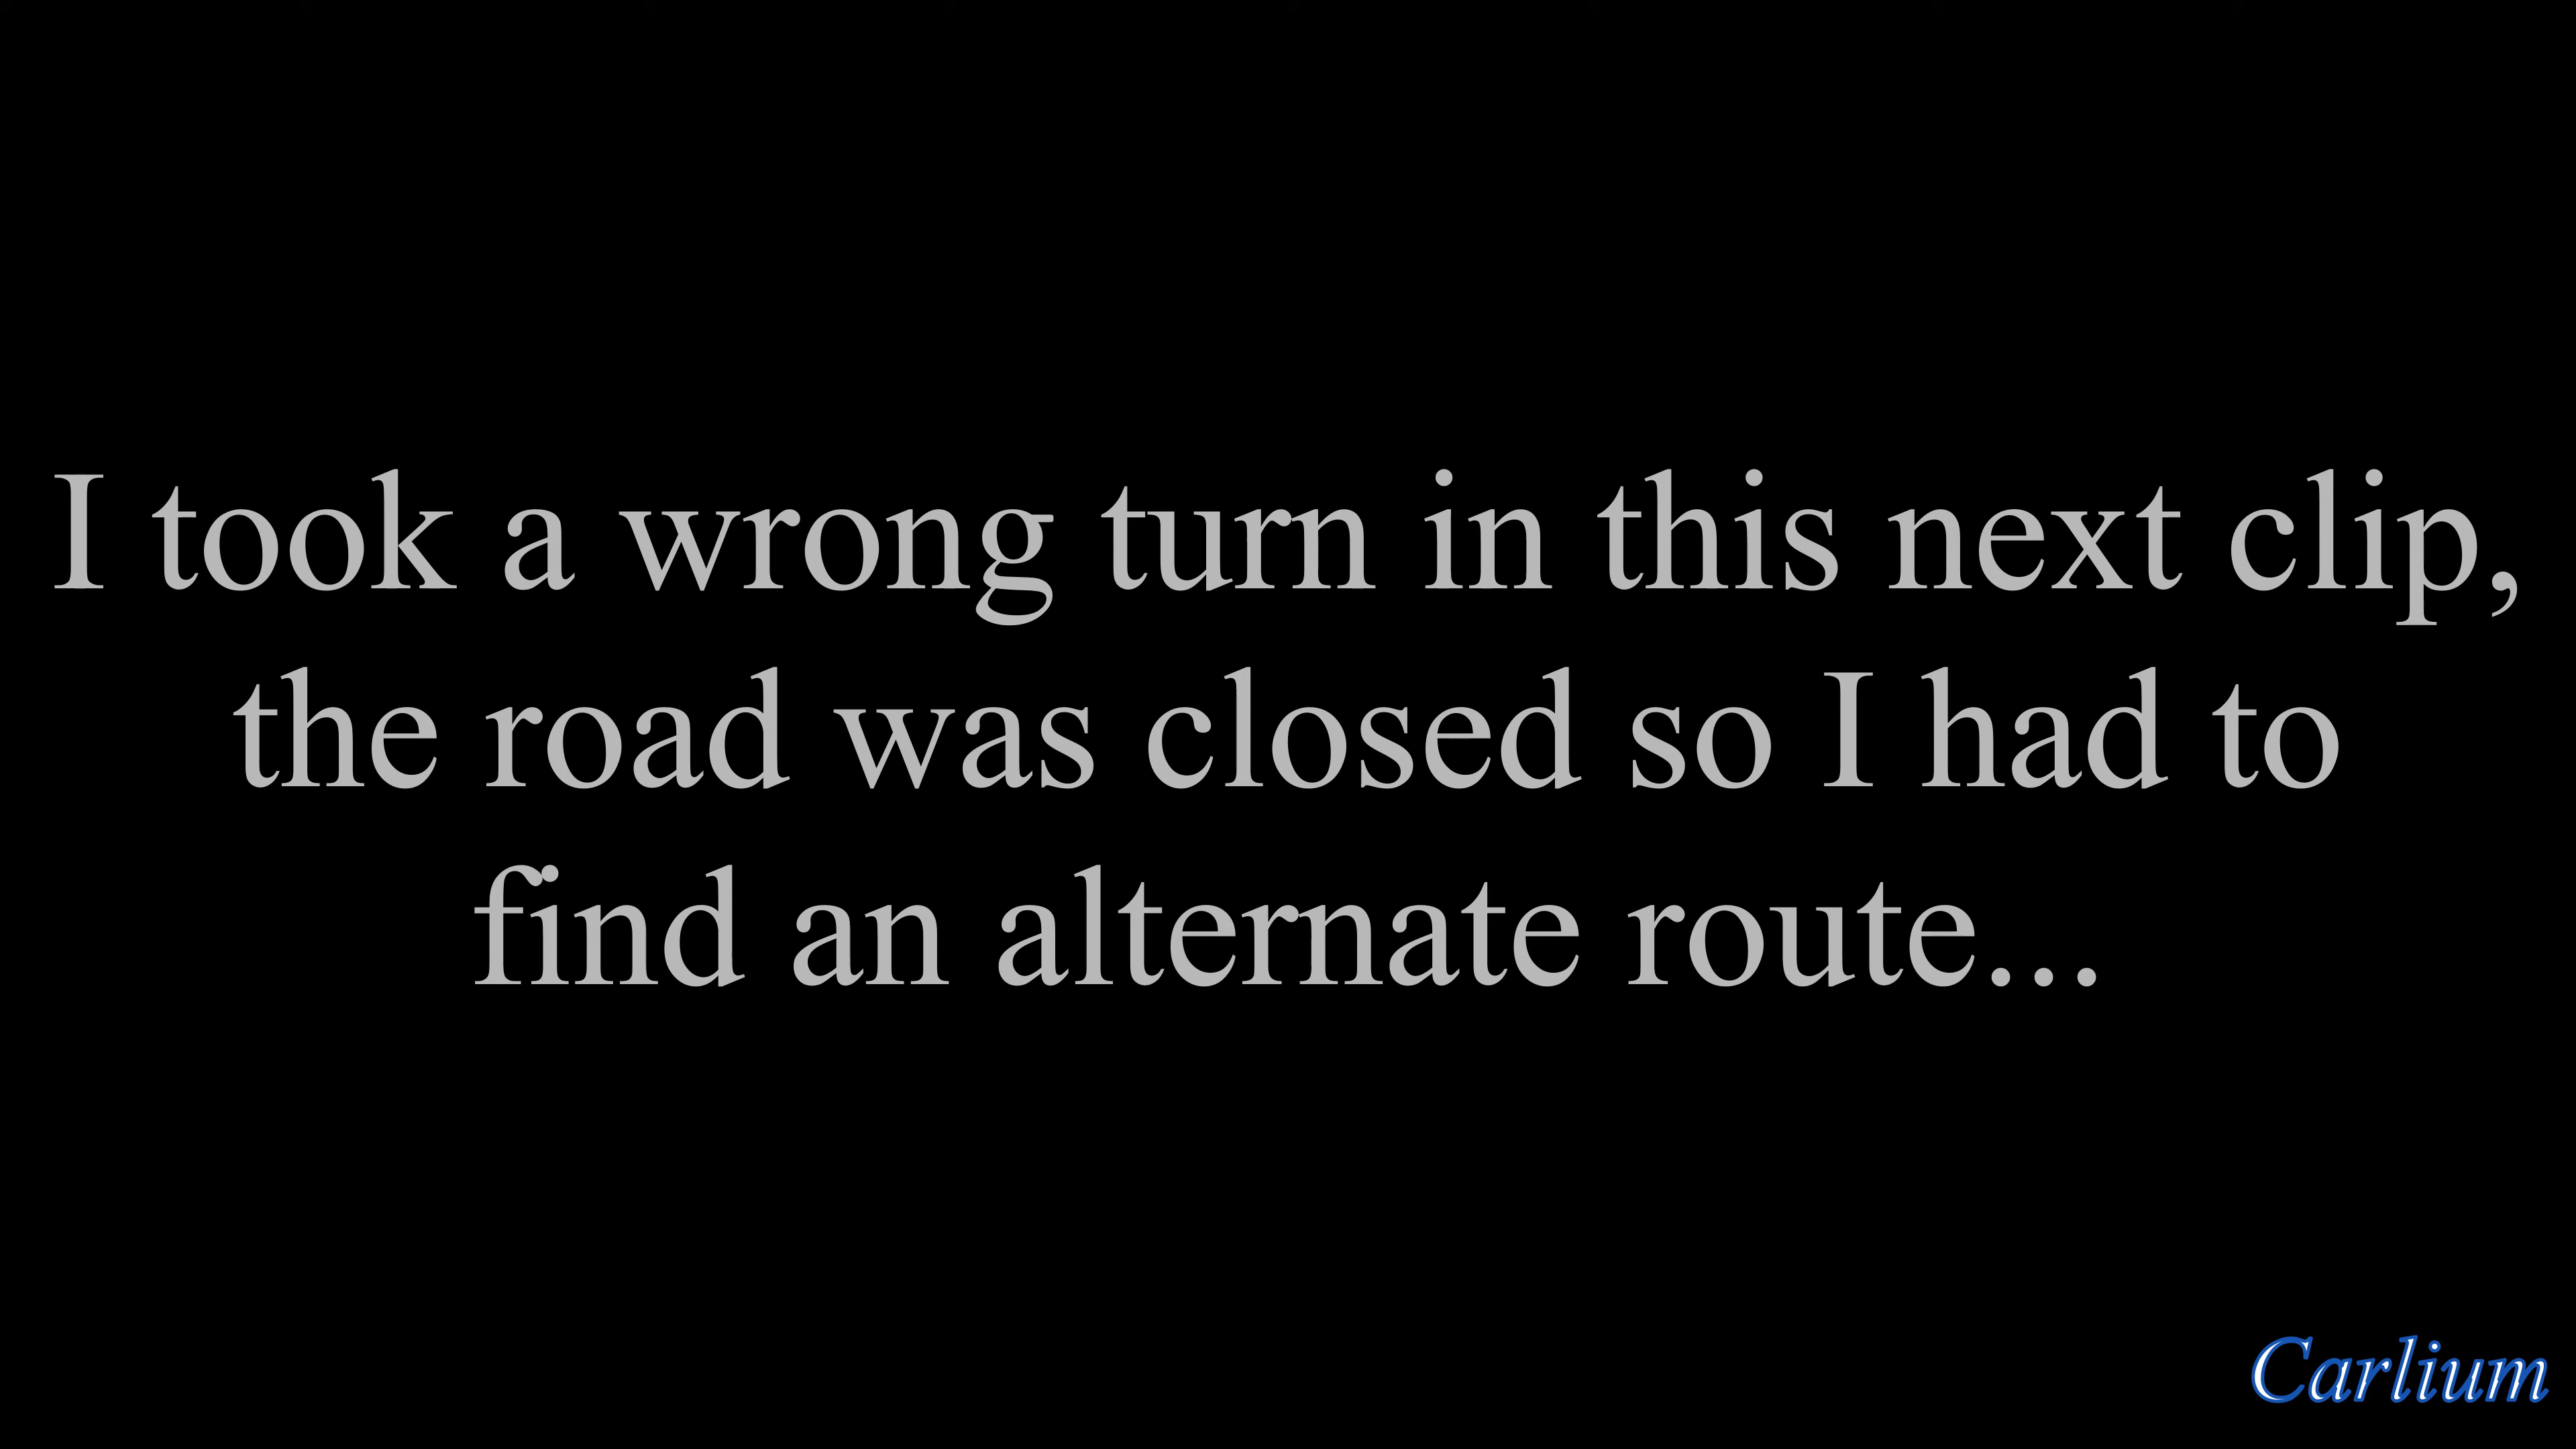 I took a wrong turn in this next clip,
the road was closed so I had to
find an alternate route...
Carlium